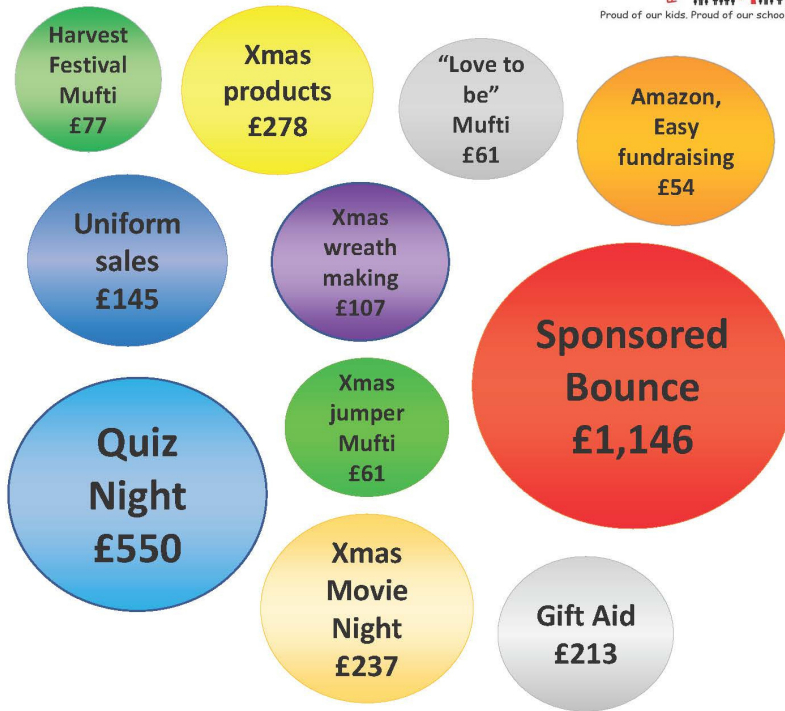 Proud of our kids. Proud of our schoo
Harvest
Festival
Mufti
£77
Xmas
products
£278
“Love to
be”
Mufti
£61
Amazon,
Easy
fundraising
£54
Uniform
sales
£145
Xmas
wreath
making
£107
Sponsored
Bounce
£1,146
Xmas
jumper
Mufti
£61
Quiz
Night
£550
Xmas
Movie
Night
£237
Gift Aid
£213